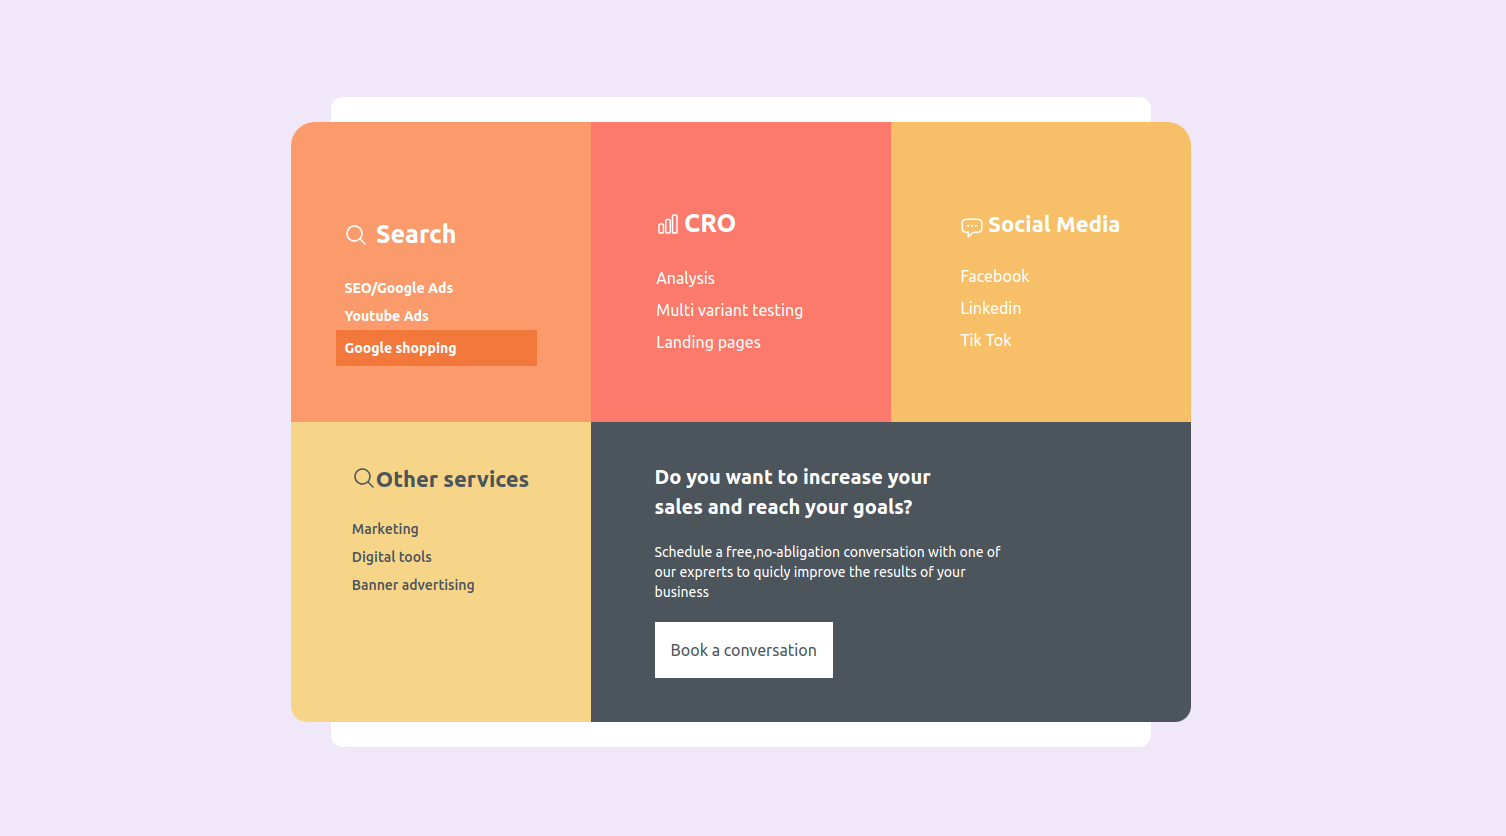 Search
SEO/Google Ads
Youtube Ads
Google shopping
CRO
Analysis
Multi variant testing
Landing pages
Social Media
Facebook
Linkedin
Tik Tok
Other services
Marketing
Digital tools
Banner advertising
Do you want to increase your
sales and reach your goals?
Schedule a free,no-abligation conversation with one of
our exprerts to quicly improve the results of your
business
Book a conversation